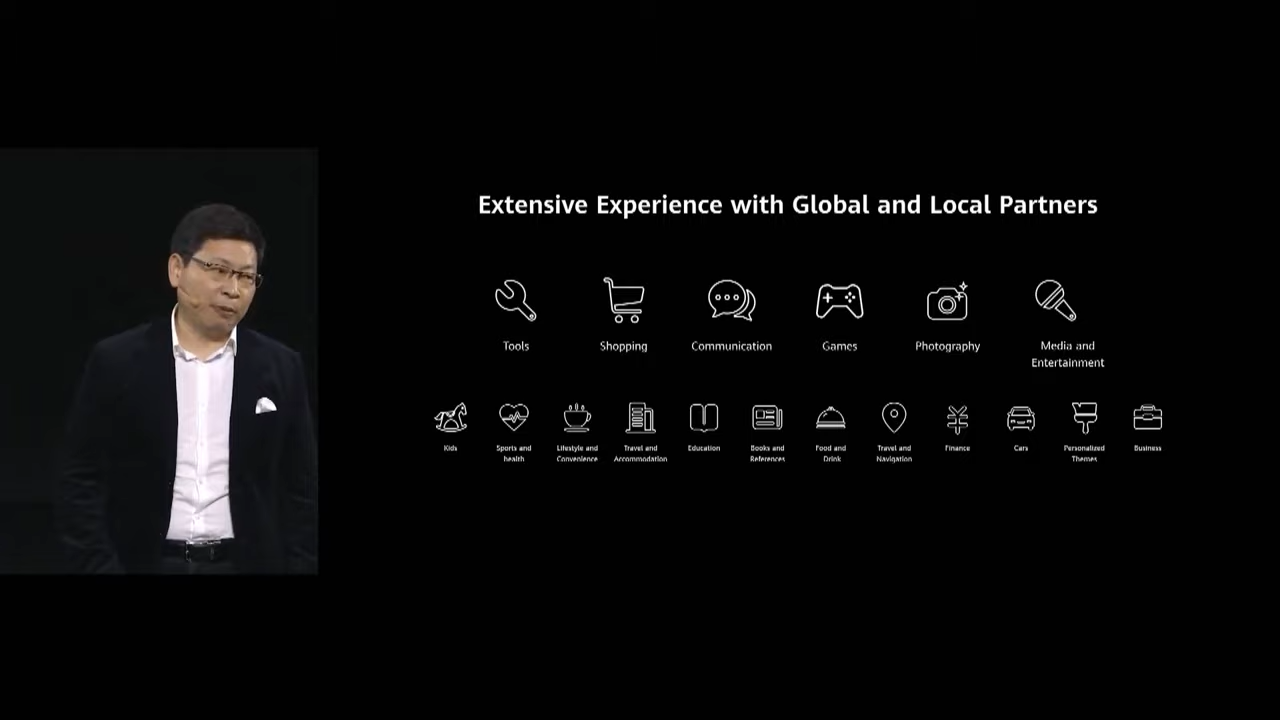 Extensive Experience with Global and Local Partners
Tools
Shopping
Communication
Games
Photography
Media and
Entertainment
Kids
Sports and
health
Lifestyle and
Convenience
Travel and
Accommodation
Education
Books and
References
Food and
Drink
Travel and
Navigation
Finance
Cars
Personalized
Themes
Business